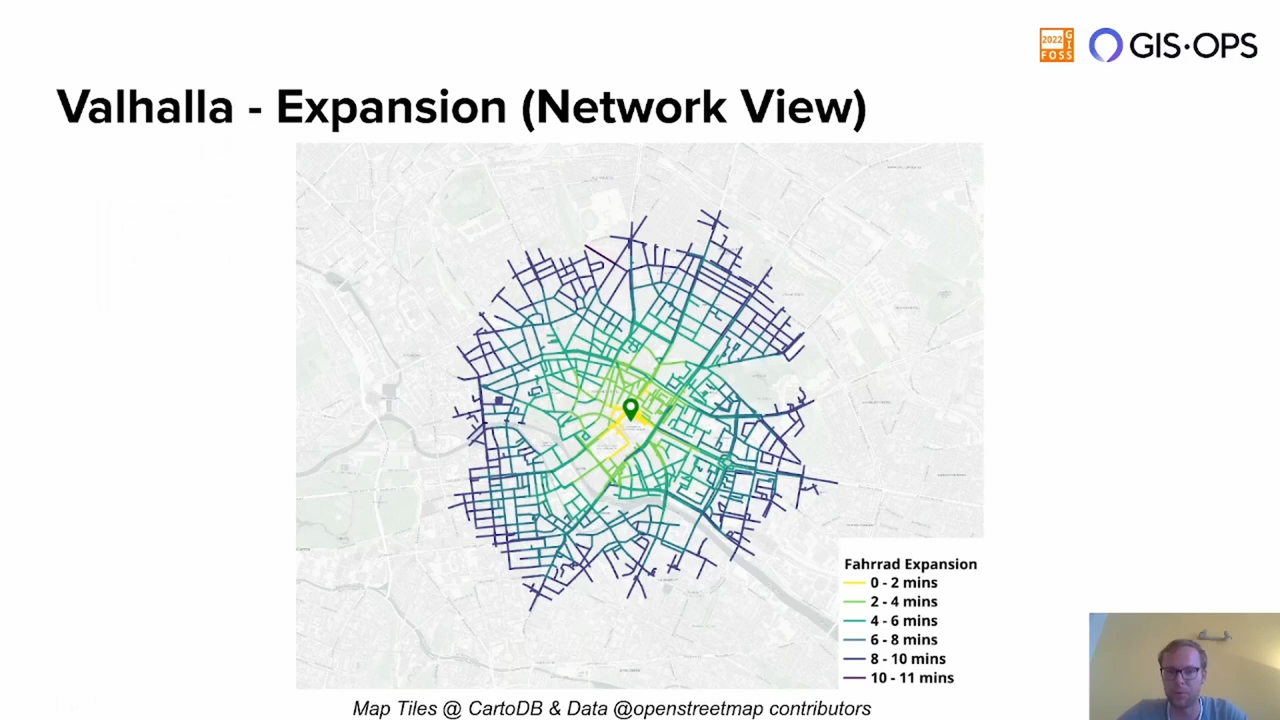 2022
GI
FOSS
GIS·OPS
Valhalla - Expansion (Network View)
Fahrrad Expansion
0 - 2 mins
2 - 4 mins
4 - 6 mins
6 - 8 mins
8 - 10 mins
10 - 11 mins
Map Tiles @ CartoDB & Data @openstreetmap contributors